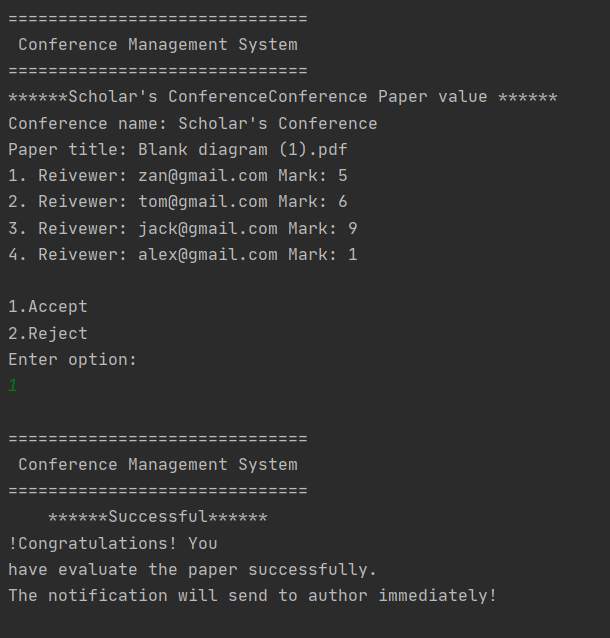 ==============================
 Conference Management System
==============================
******Scholar's ConferenceConference Paper value ******
Conference name: Scholar's Conference
Paper title: Blank diagram (1).pdf
1. Reivewer: zan@gmail.com Mark: 5
2. Reivewer: tom@gmail.com Mark: 6
3. Reivewer: jack@gmail.com Mark: 9
4. Reivewer: alex@gmail.com Mark: 1

1.Accept
2.Reject
Enter option:
1

==============================
 Conference Management System
==============================
    ******Successful******
!Congratulations! You
have evaluate the paper successfully.
The notification will send to author immediately!